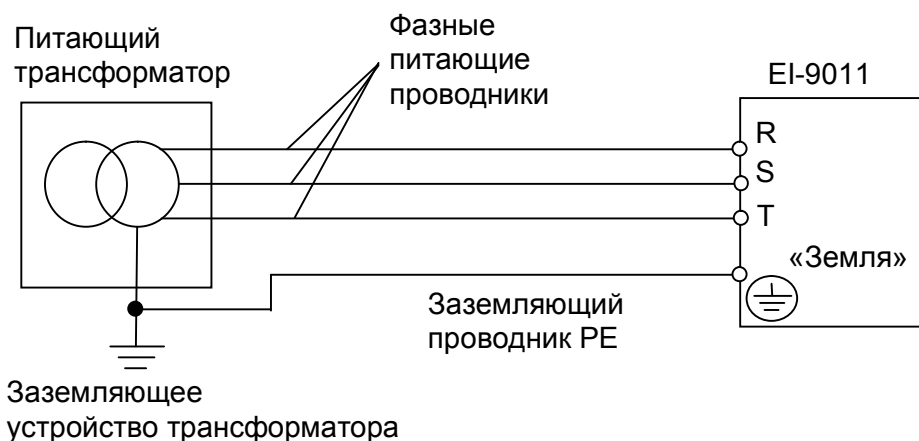 Питающий
трансформатор
Фазные
питающие
проводники
EI-9011
R
S
T
«Земля»
Заземляющий
проводник PE
Заземляющее
устройство трансформатора